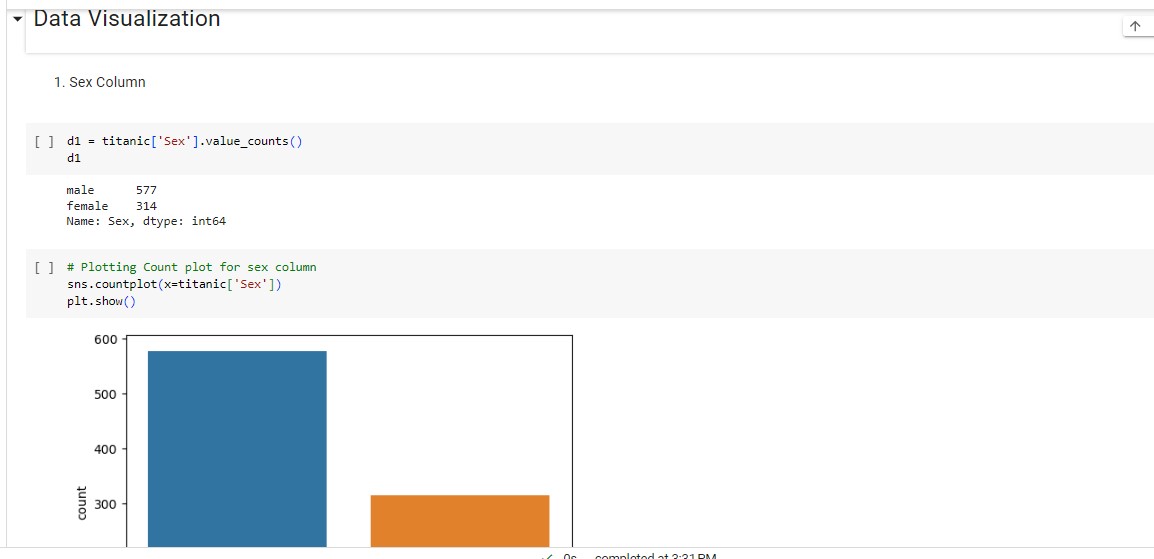 Data Visualization
1. Sex Column
[ ] d1 = titanic['Sex'].value_counts()
d1
male      577
female    314
Name: Sex, dtype: int64
[ ] # Plotting Count plot for sex column
sns.countplot(x=titanic['Sex'])
plt.show()
600
500
400
300
count
0s completed at 3:31 PM